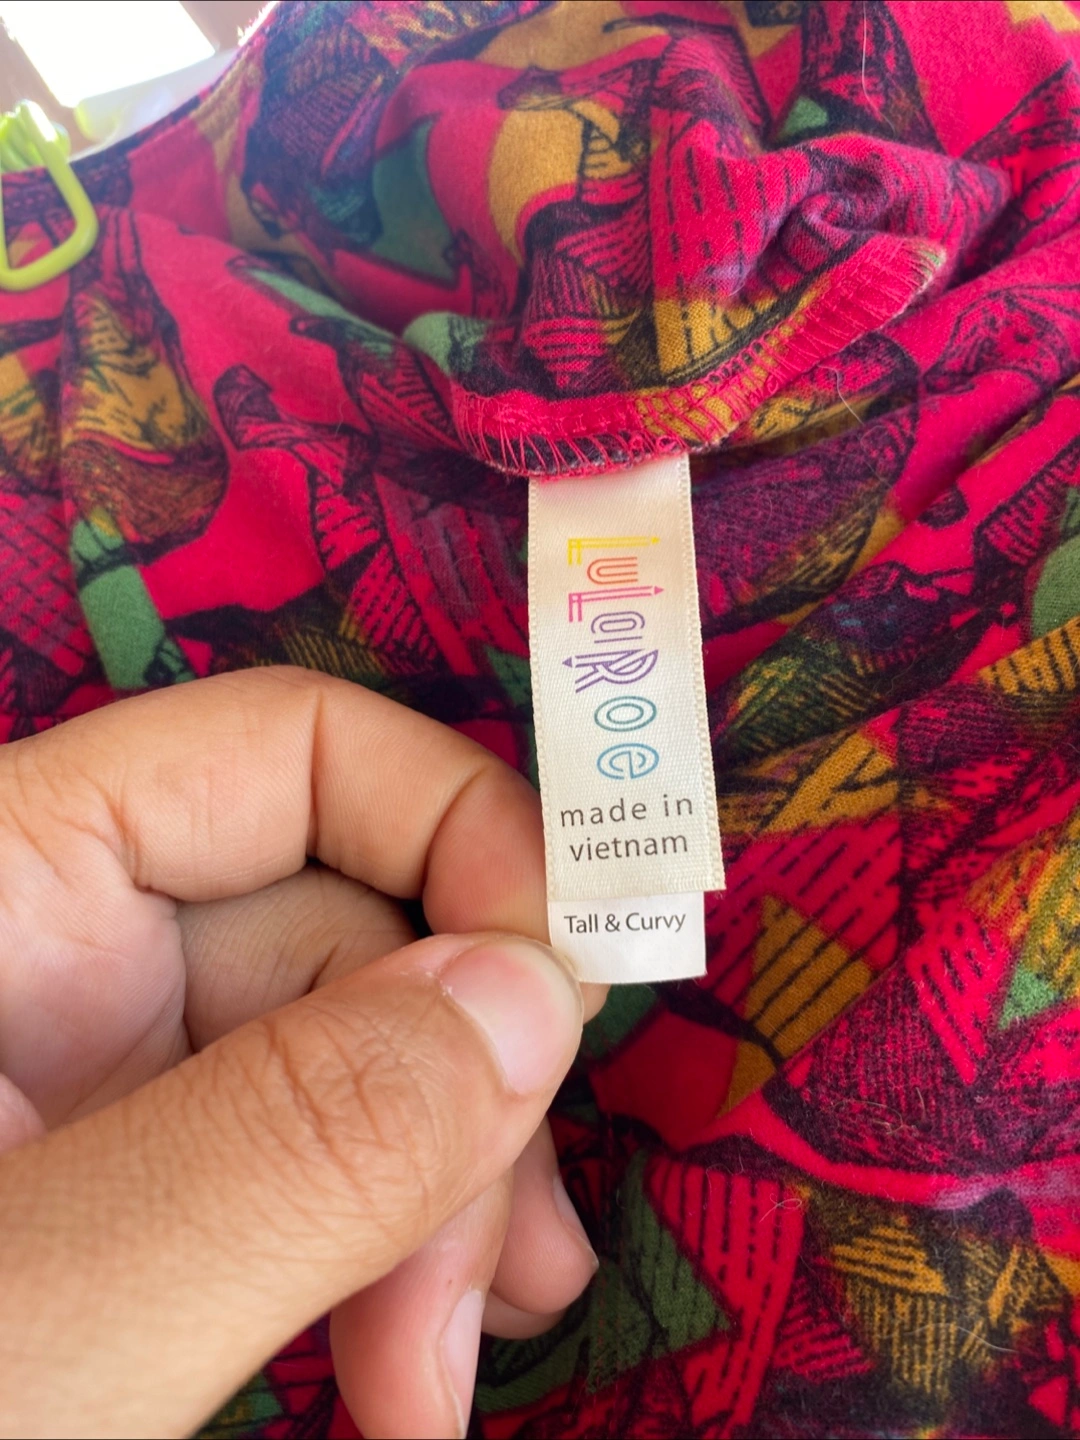 LuLaRoe
made in
vietnam
Tall & Curvy